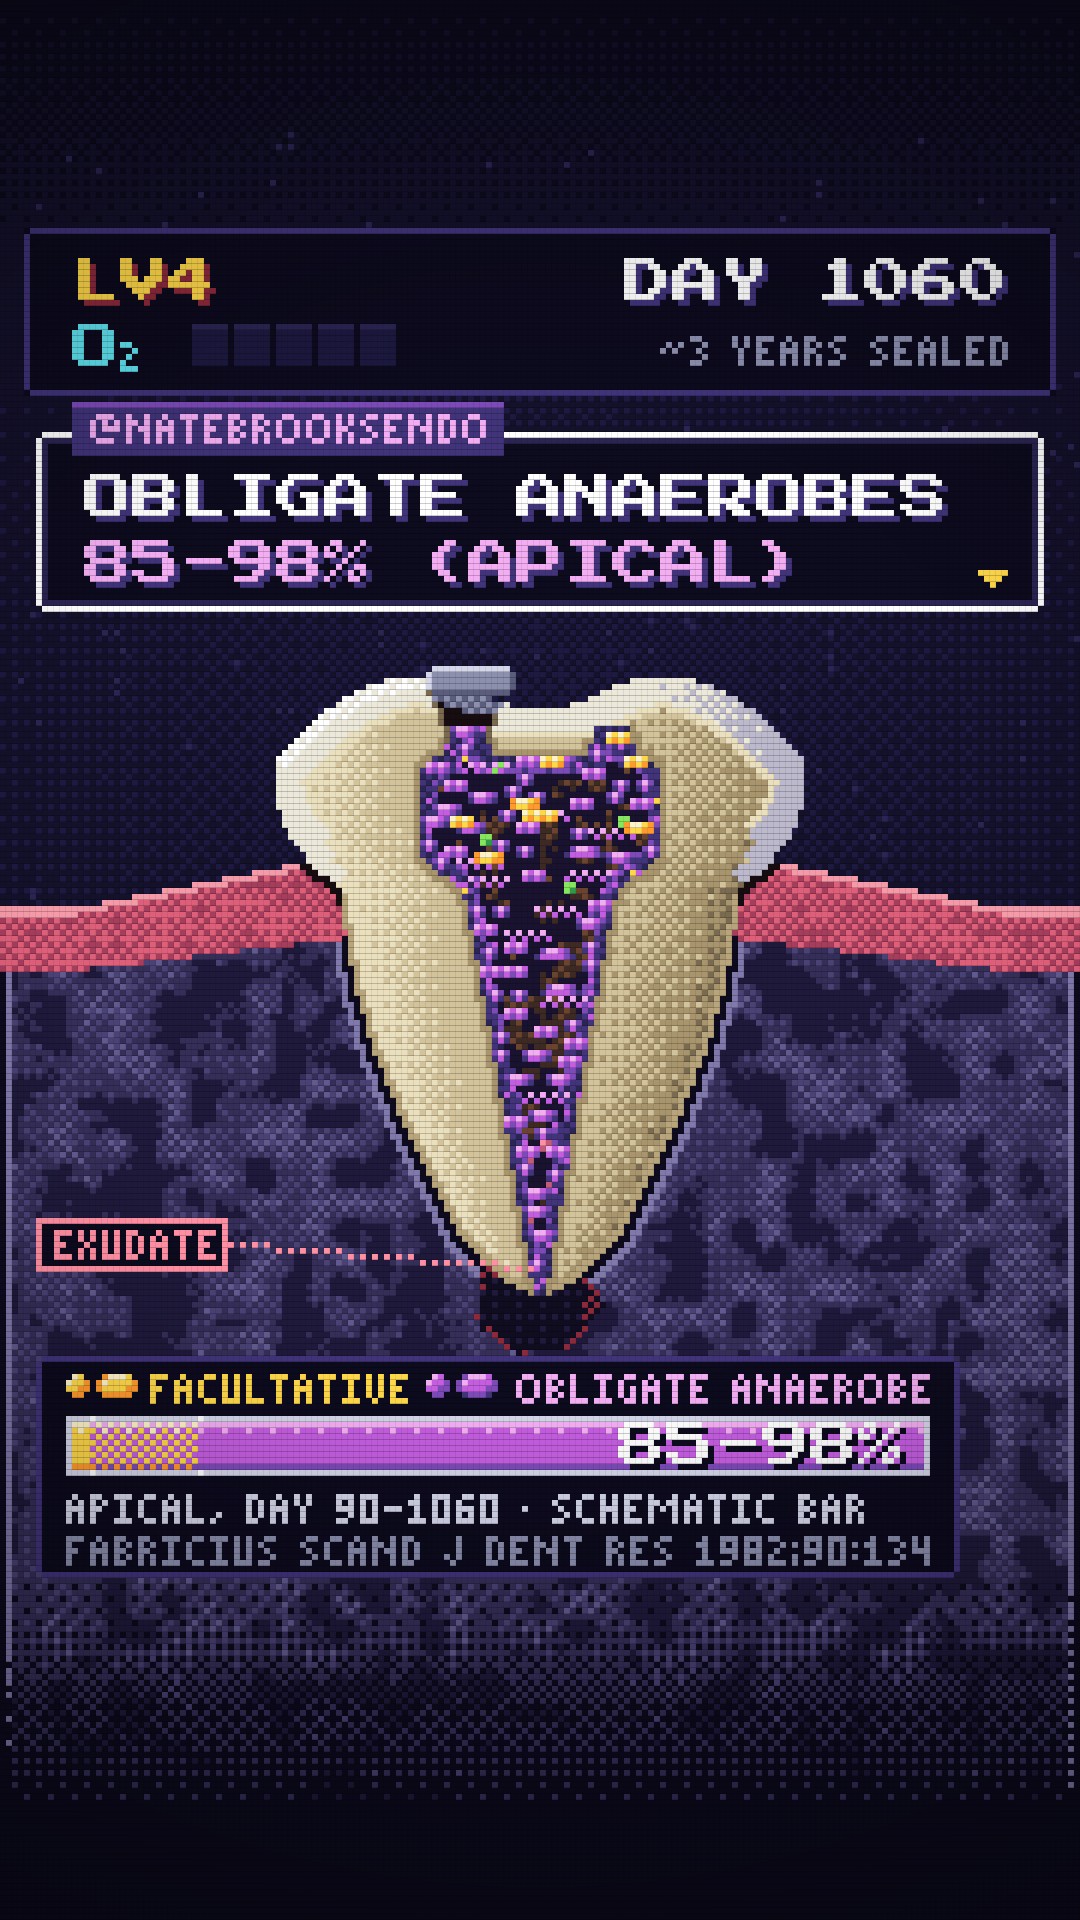 LV4
DAY 1060
O₂
~3 YEARS SEALED
@NATEBROOKSENDO
OBLIGATE ANAEROBES
85-98% (APICAL)
EXUDATE
FACULTATIVE
OBLIGATE ANAEROBE
85-98%
APICAL, DAY 90-1060 · SCHEMATIC BAR
FABRICIUS SCAND J DENT RES 1982;90:134